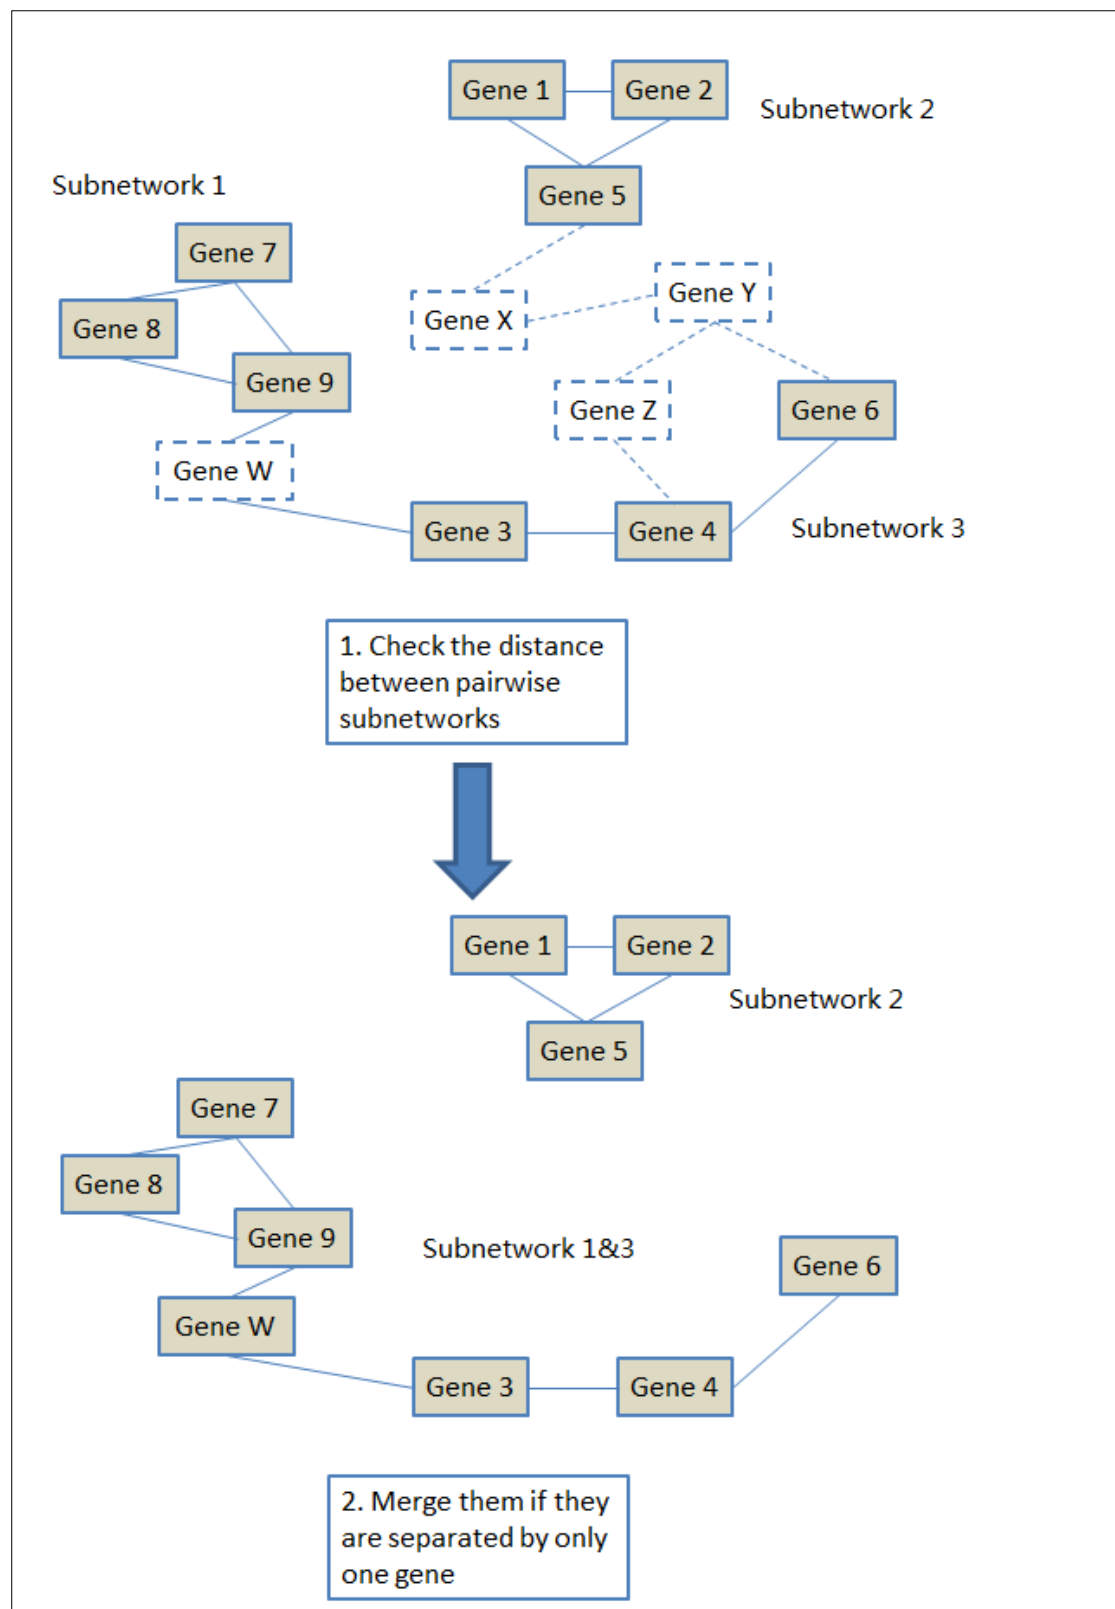 Gene 1
Gene 2
Subnetwork 2
Subnetwork 1
Gene 5
Gene 7
Gene 8
Gene X
Gene Y
Gene 9
Gene Z
Gene 6
Gene W
Gene 3
Gene 4
Subnetwork 3
1. Check the distance
between pairwise
subnetworks
Gene 1
Gene 2
Subnetwork 2
Gene 5
Gene 7
Gene 8
Gene 9
Subnetwork 1&3
Gene 6
Gene W
Gene 3
Gene 4
2. Merge them if they
are separated by only
one gene